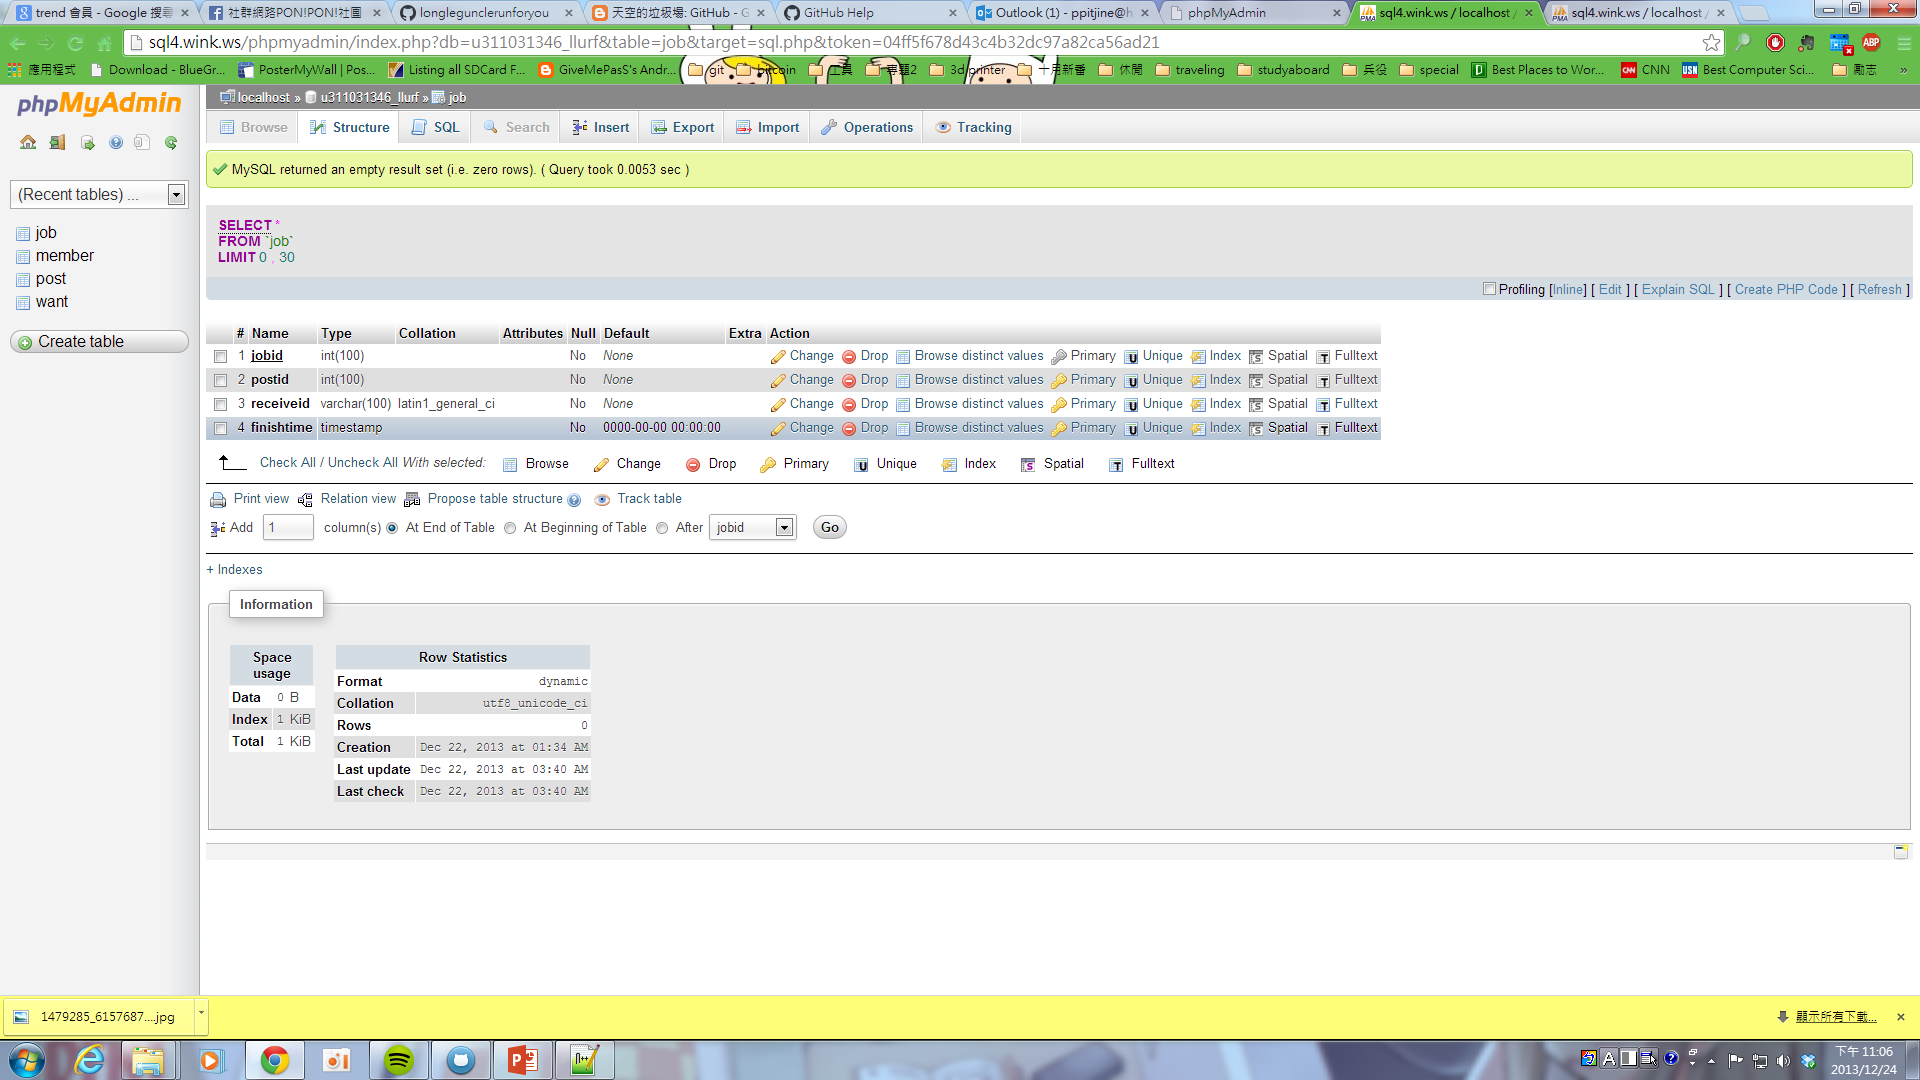 trend 會員 - Google 搜尋
社群網路PON!PON!社團
longlegunclerunforyou
天空的垃圾場: GitHub - G
GitHub Help
Outlook (1) - ppitjine@h
phpMyAdmin
sql4.wink.ws / localhost /
sql4.wink.ws / localhost /
sql4.wink.ws/phpmyadmin/index.php?db=u311031346_llurf&table=job&target=sql.php&token=04ff5f678d43c4b32dc97a82ca56ad21
ABP
應用程式
Download - BlueGr...
PosterMyWall | Pos...
Listing all SDCard F...
GiveMePasS's Andr...
git
bitcoin
工具
專題2
3d printer
十月新番
休閒
traveling
studyaboard
兵役
special
Best Places to Wor...
CNN
Best Computer Sci...
勵志
»
phpMyAdmin
(Recent tables) ...
job
member
post
want
Create table
localhost » u311031346_llurf » job
Browse Structure SQL Search Insert Export Import Operations Tracking
MySQL returned an empty result set (i.e. zero rows). ( Query took 0.0053 sec )
SELECT *
FROM `job`
LIMIT 0 , 30
Profiling [Inline] [ Edit ] [ Explain SQL ] [ Create PHP Code ] [ Refresh ]
# Name Type Collation Attributes Null Default Extra Action
1 jobid int(100) No None Change Drop Browse distinct values Primary Unique Index Spatial Fulltext
2 postid int(100) No None Change Drop Browse distinct values Primary Unique Index Spatial Fulltext
3 receiveid varchar(100) latin1_general_ci No None Change Drop Browse distinct values Primary Unique Index Spatial Fulltext
4 finishtime timestamp No 0000-00-00 00:00:00 Change Drop Browse distinct values Primary Unique Index Spatial Fulltext
Check All / Uncheck All With selected: Browse Change Drop Primary Unique Index Spatial Fulltext
Print view Relation view Propose table structure Track table
Add 1 column(s) At End of Table At Beginning of Table After jobid Go
+ Indexes
Information
Space usage
Data 0 B
Index 1 KiB
Total 1 KiB
Row Statistics
Format dynamic
Collation utf8_unicode_ci
Rows 0
Creation Dec 22, 2013 at 01:34 AM
Last update Dec 22, 2013 at 03:40 AM
Last check Dec 22, 2013 at 03:40 AM
1479285_6157687....jpg
顯示所有下載...
下午 11:06
2013/12/24